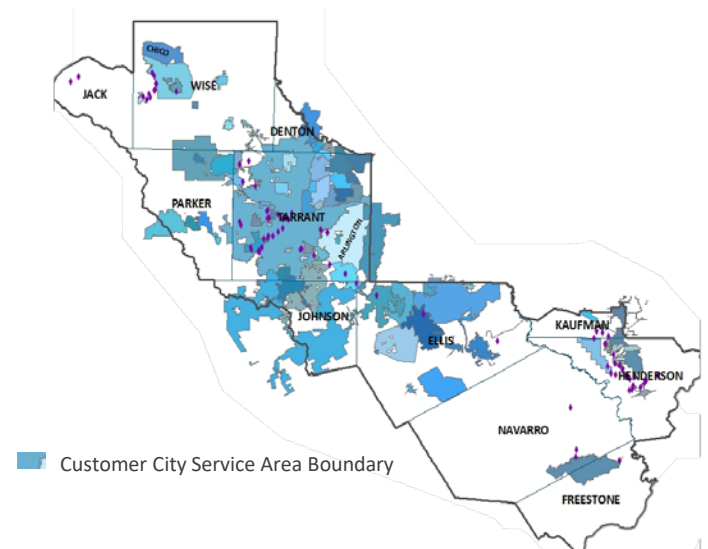 CHICO
WISE
JACK
DENTON
PARKER
TARRANT
ARLINGTON
JOHNSON
KAUFMAN
ELLIS
HENDERSON
NAVARRO
Customer City Service Area Boundary
FREESTONE